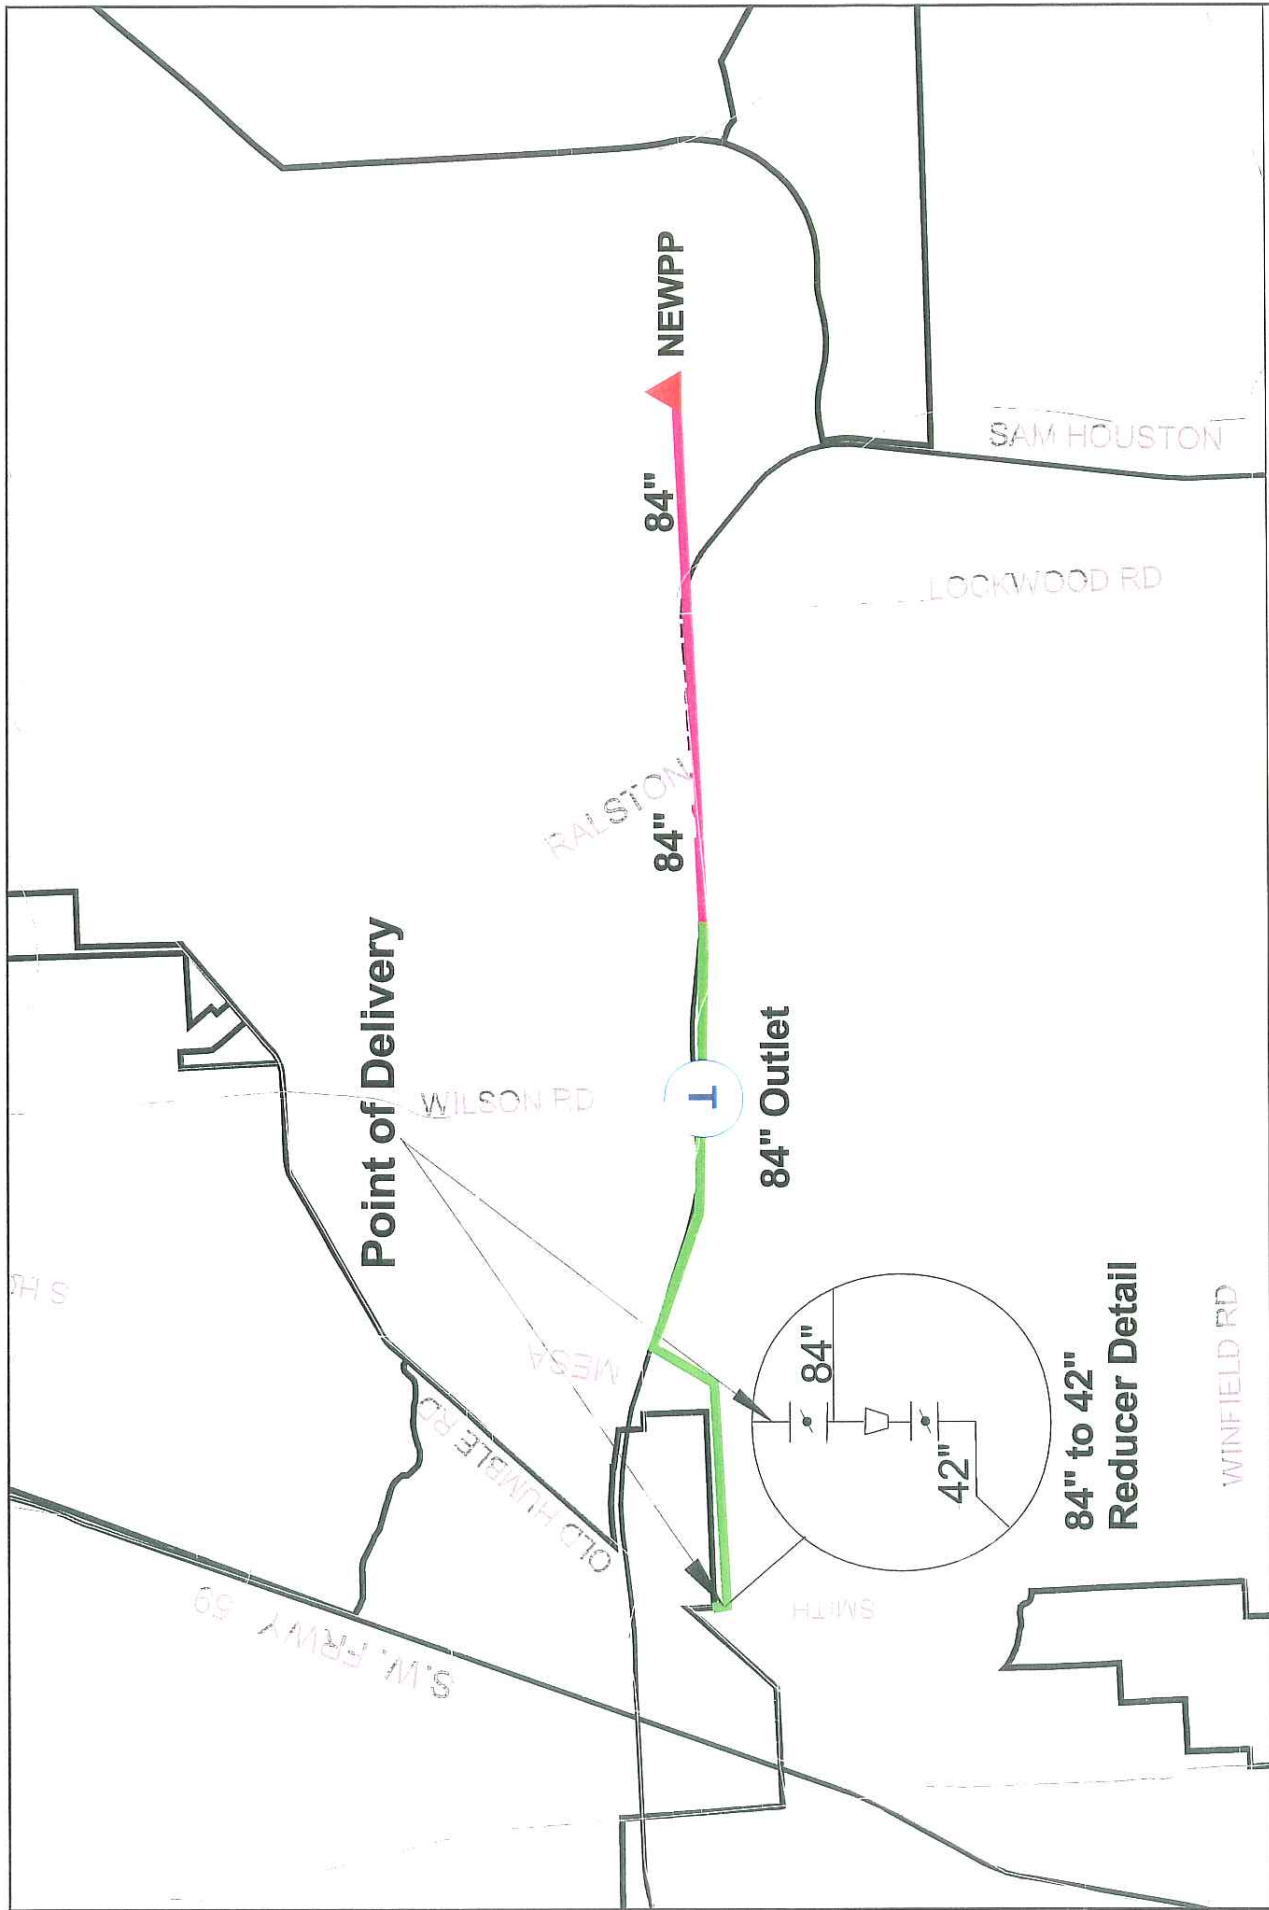 NEWPP
84"
SAM HOUSTON
LOCKWOOD RD
RALSTON
84"
Point of Delivery
WILSON RD
T
84" Outlet
MESA
OLD HUMBLE RD
S.W. FRWY 59
84"
42"
84" to 42"
Reducer Detail
SMITH
WINFIELD RD